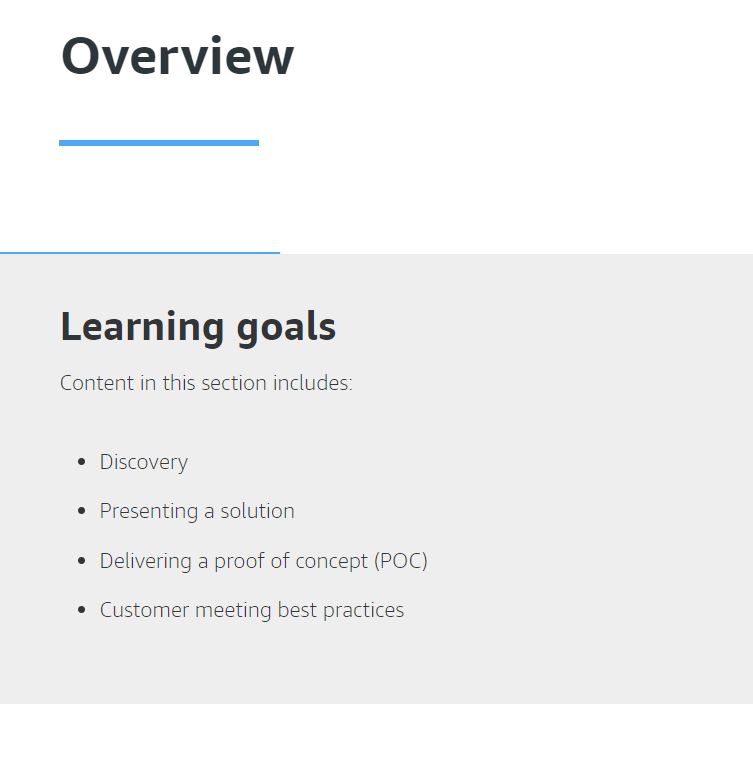 Overview
Learning goals
Content in this section includes:
Discovery
Presenting a solution
Delivering a proof of concept (POC)
Customer meeting best practices